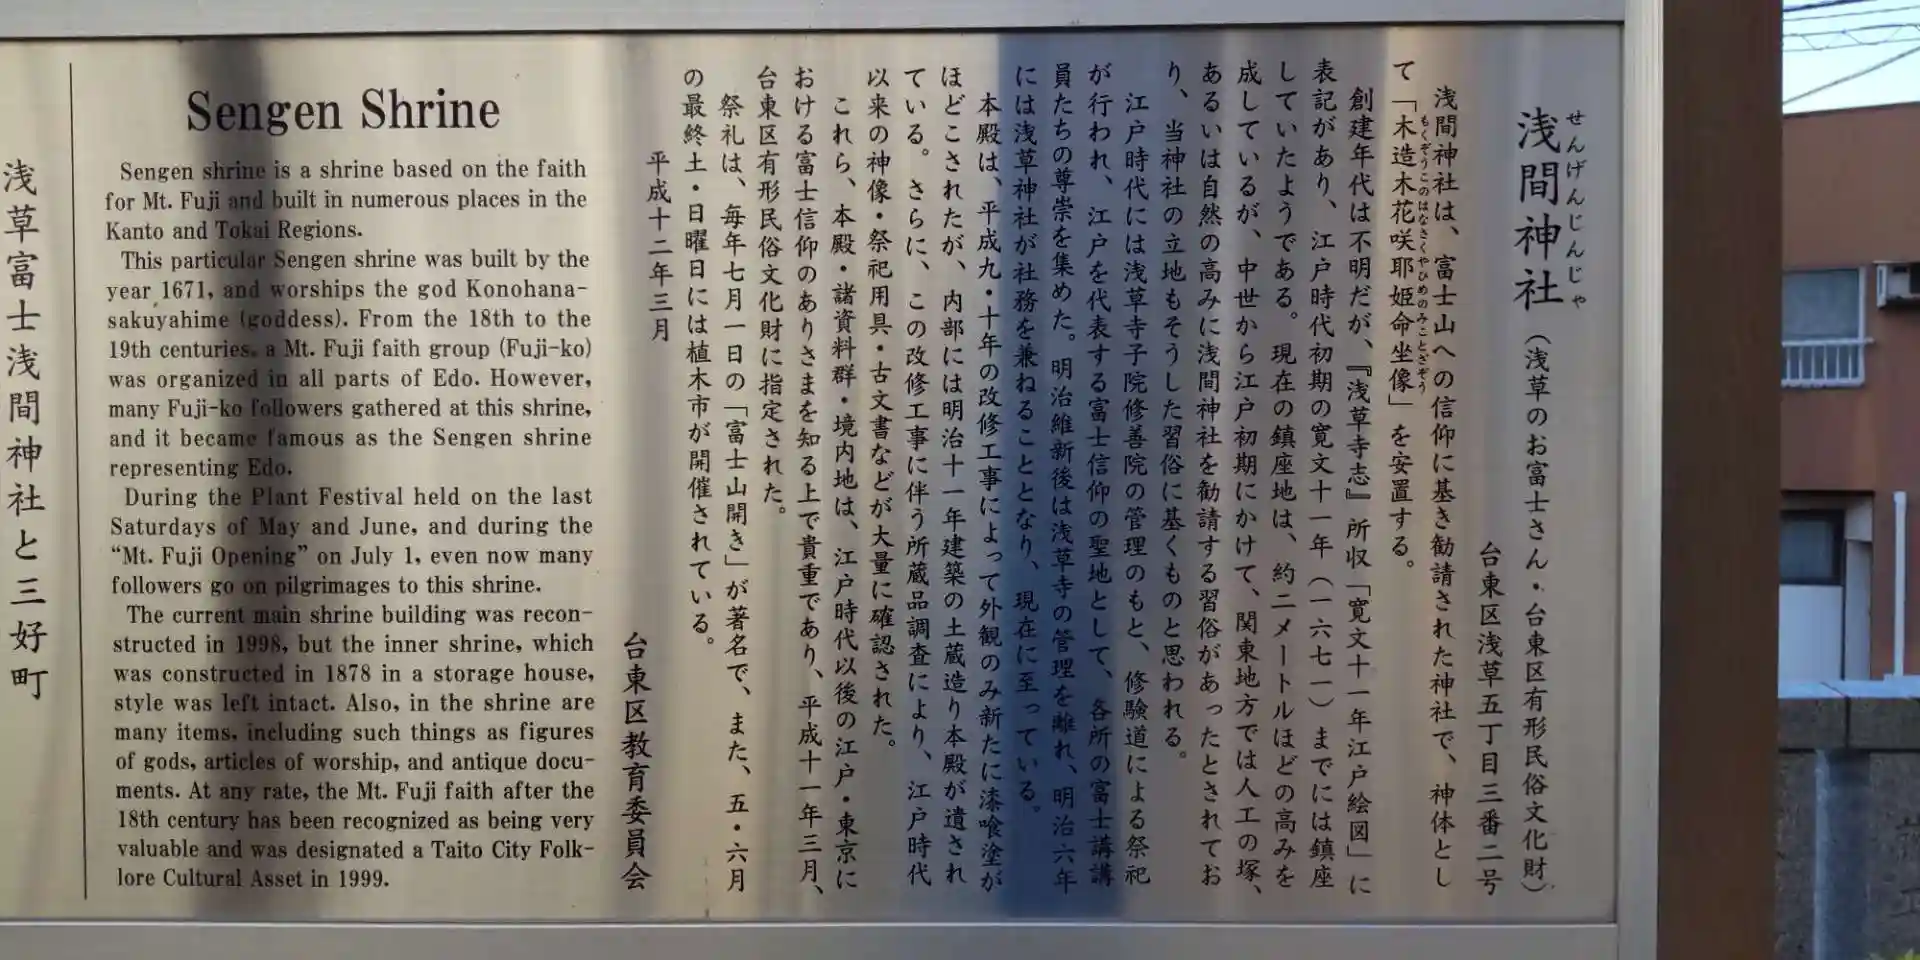 せんげんじんじゃ
浅間神社（浅草のお富士さん・台東区有形民俗文化財）
台東区浅草五丁目三番二号
浅間神社は、富士山への信仰に基き勧請された神社で、神体とし
もくぞうこのはなさくやひめのみことざぞう
て「木造木花咲耶姫命坐像」を安置する。
創建年代は不明だが、『浅草寺志』所収「寛文十一年江戸絵図」に
表記があり、江戸時代初期の寛文十一年（一六七一）までには鎮座
していたようである。現在の鎮座地は、約二メートルほどの高みを
成しているが、中世から江戸初期にかけて、関東地方では人工の塚、
あるいは自然の高みに浅間神社を勧請する習俗があったとされてお
り、当神社の立地もそうした習俗に基くものと思われる。
江戸時代には浅草寺子院修善院の管理のもと、修験道による祭祀
が行われ、江戸を代表する富士信仰の聖地として、各所の富士講講
員たちの尊崇を集めた。明治維新後は浅草寺の管理を離れ、明治六年
には浅草神社が社務を兼ねることとなり、現在に至っている。
本殿は、平成九・十年の改修工事によって外観のみ新たに漆喰塗が
ほどこされたが、内部には明治十一年建築の土蔵造り本殿が遺され
ている。さらに、この改修工事に伴う所蔵品調査により、江戸時代
以来の神像・祭祀用具・古文書などが大量に確認された。
これら、本殿・諸資料群・境内地は、江戸時代以後の江戸・東京に
おける富士信仰のありさまを知る上で貴重であり、平成十一年三月、
台東区有形民俗文化財に指定された。
祭礼は、毎年七月一日の「富士山開き」が著名で、また、五・六月
の最終土・日曜日には植木市が開催されている。
平成十二年三月
台東区教育委員会
Sengen Shrine
Sengen shrine is a shrine based on the faith
for Mt. Fuji and built in numerous places in the
Kanto and Tokai Regions.
This particular Sengen shrine was built by the
year 1671, and worships the god Konohana-
sakuyahime (goddess). From the 18th to the
19th centuries, a Mt. Fuji faith group (Fuji-ko)
was organized in all parts of Edo. However,
many Fuji-ko followers gathered at this shrine,
and it became famous as the Sengen shrine
representing Edo.
During the Plant Festival held on the last
Saturdays of May and June, and during the
“Mt. Fuji Opening” on July 1, even now many
followers go on pilgrimages to this shrine.
The current main shrine building was recon-
structed in 1998, but the inner shrine, which
was constructed in 1878 in a storage house,
style was left intact. Also, in the shrine are
many items, including such things as figures
of gods, articles of worship, and antique docu-
ments. At any rate, the Mt. Fuji faith after the
18th century has been recognized as being very
valuable and was designated a Taito City Folk-
lore Cultural Asset in 1999.
浅草富士浅間神社と三好町